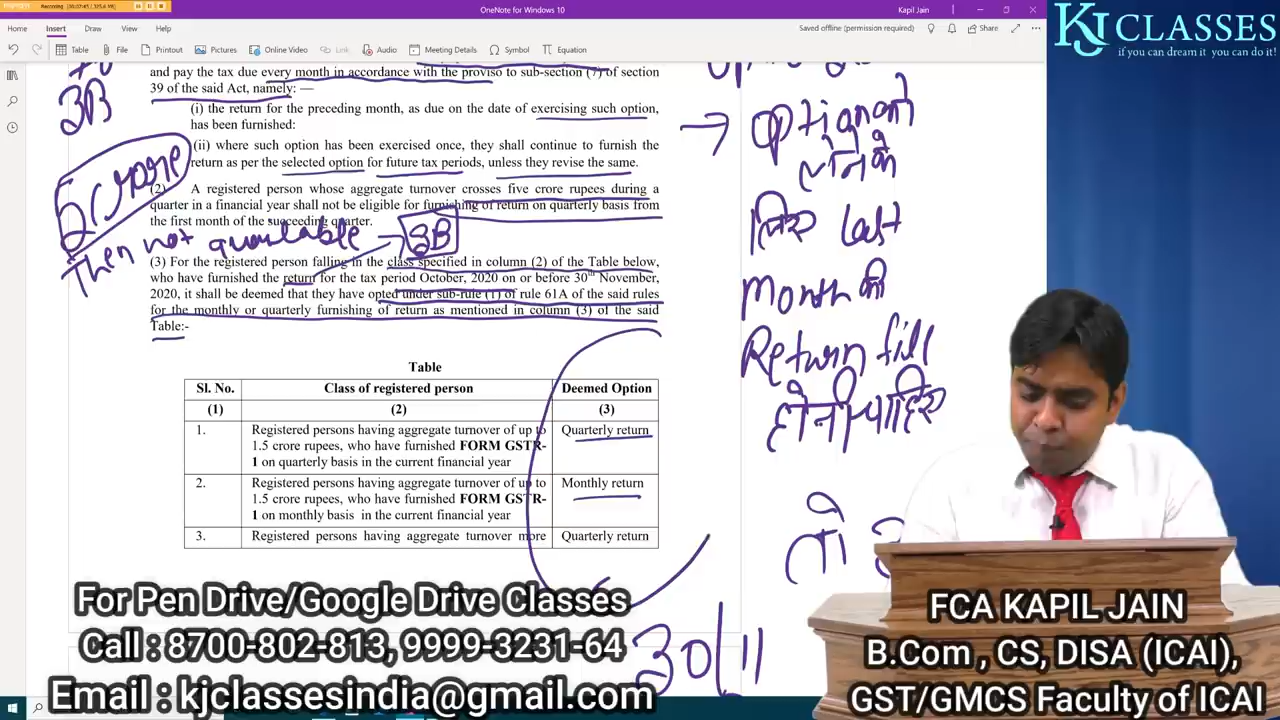 OneNote for Windows 10
Kapil Jain
Home Insert Draw View Help
Saved offline (permission required)
Share
Table File Printout Pictures Online Video Link Audio Meeting Details Symbol Equation
KJ CLASSES
if you can dream it you can do it!
and pay the tax due every month in accordance with the proviso to sub-section (7) of section
39 of the said Act, namely: —
(i) the return for the preceding month, as due on the date of exercising such option,
has been furnished:
(ii) where such option has been exercised once, they shall continue to furnish the
return as per the selected option for future tax periods, unless they revise the same.
(2) A registered person whose aggregate turnover crosses five crore rupees during a
quarter in a financial year shall not be eligible for furnishing of return on quarterly basis from
the first month of the succeeding quarter.
3B
5 crore
Then not available → 3B
(3) For the registered person falling in the class specified in column (2) of the Table below,
who have furnished the return for the tax period October, 2020 on or before 30th November,
2020, it shall be deemed that they have opted under sub-rule (1) of rule 61A of the said rules
for the monthly or quarterly furnishing of return as mentioned in column (3) of the said
Table:-
Table
Sl. No. Class of registered person Deemed Option
(1) (2) (3)
1. Registered persons having aggregate turnover of up to Quarterly return
1.5 crore rupees, who have furnished FORM GSTR-
1 on quarterly basis in the current financial year
2. Registered persons having aggregate turnover of up to Monthly return
1.5 crore rupees, who have furnished FORM GSTR-
1 on monthly basis in the current financial year
3. Registered persons having aggregate turnover more Quarterly return
→ option को
लेने के
लिए last
Month की
Return fill
होनी चाहिए
तो
30/11
For Pen Drive/Google Drive Classes
Call : 8700-802-813, 9999-3231-64
Email : kjclassesindia@gmail.com
FCA KAPIL JAIN
B.Com , CS, DISA (ICAI),
GST/GMCS Faculty of ICAI